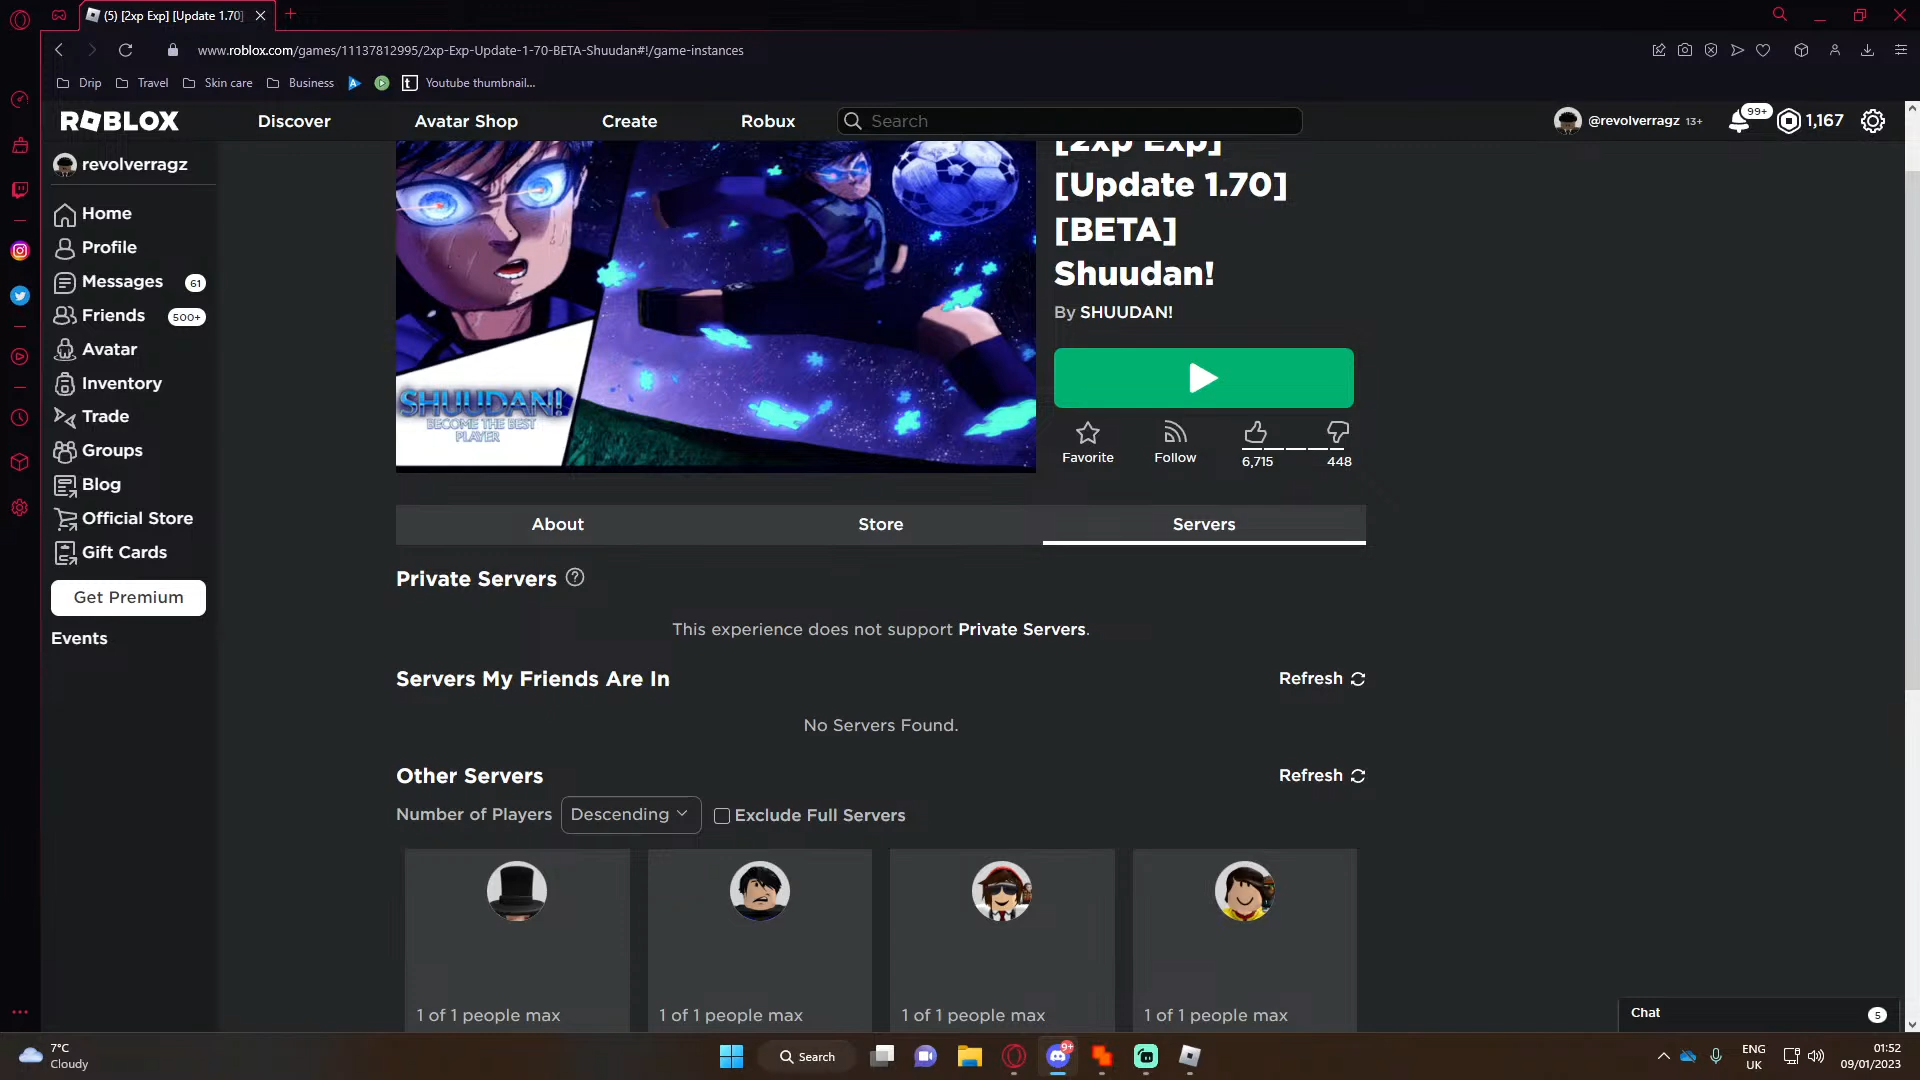 (5) [2xp Exp] [Update 1.70]
www.roblox.com/games/11137812995/2xp-Exp-Update-1-70-BETA-Shuudan#!/game-instances
Drip
Travel
Skin care
Business
Youtube thumbnail...
ROBLOX
Discover
Avatar Shop
Create
Robux
Search
@revolverragz 13+
99+
1,167
revolverragz
Home
Profile
Messages 61
Friends 500+
Avatar
Inventory
Trade
Groups
Blog
Official Store
Gift Cards
Get Premium
Events
SHUUDAN!
BECOME THE BEST
PLAYER
[2xp Exp]
[Update 1.70]
[BETA]
Shuudan!
By SHUUDAN!
Favorite
Follow
6,715
448
About
Store
Servers
Private Servers
This experience does not support Private Servers.
Servers My Friends Are In
Refresh
No Servers Found.
Other Servers
Refresh
Number of Players
Descending
Exclude Full Servers
1 of 1 people max
1 of 1 people max
1 of 1 people max
1 of 1 people max
Chat
5
7°C
Cloudy
Search
9+
ENG
UK
01:52
09/01/2023